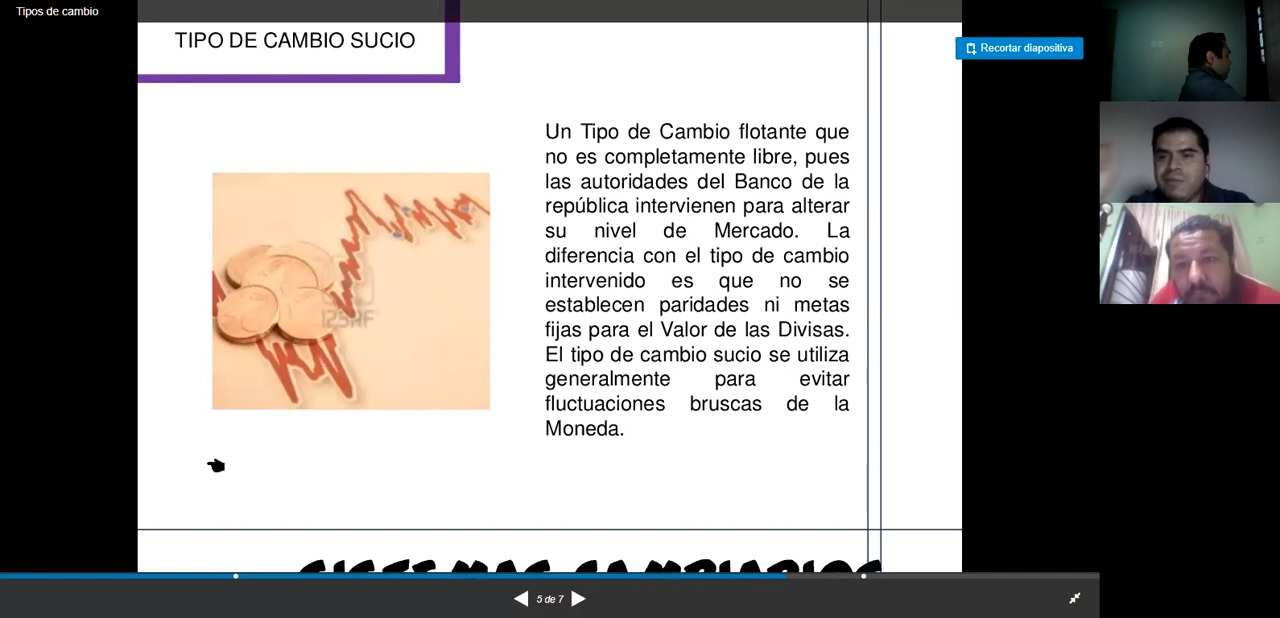 Tipos de cambio
TIPO DE CAMBIO SUCIO
Recortar diapositiva
Un Tipo de Cambio flotante que
no es completamente libre, pues
las autoridades del Banco de la
república intervienen para alterar
su nivel de Mercado. La
diferencia con el tipo de cambio
intervenido es que no se
establecen paridades ni metas
fijas para el Valor de las Divisas.
El tipo de cambio sucio se utiliza
generalmente para evitar
fluctuaciones bruscas de la
Moneda.
123RF
SISTEMAS CAMBIARIOS
5 de 7